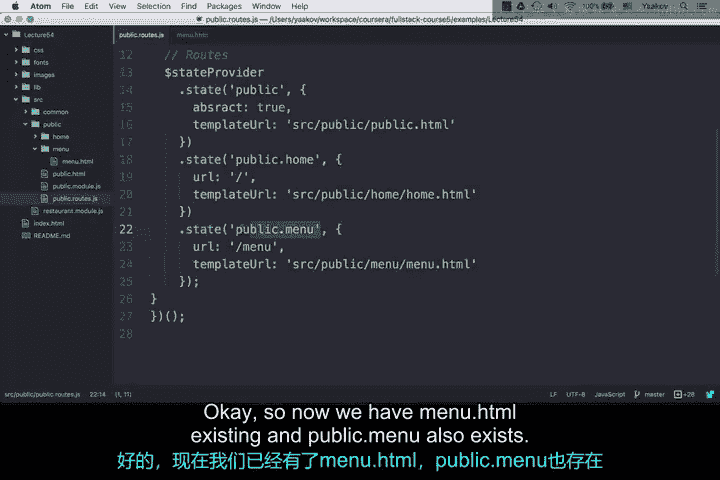 Atom File Edit View Selection Find Packages Window Help
100% Yaakov
public.routes.js — /Users/yaakov/workspace/coursera/fullstack-course5/examples/Lecture54
Lecture54
css
fonts
images
lib
src
common
public
home
menu
menu.html
public.html
public.module.js
public.routes.js
restaurant.module.js
index.html
README.md
public.routes.js menu.html
12 // Routes
13 $stateProvider
14 .state('public', {
15 absract: true,
16 templateUrl: 'src/public/public.html'
17 })
18 .state('public.home', {
19 url: '/',
20 templateUrl: 'src/public/home/home.html'
21 })
22 .state('public.menu', {
23 url: '/menu',
24 templateUrl: 'src/public/menu/menu.html'
25 });
26 }
27 })();
28
src/public/public.routes.js 22:14 (1, 11) LF UTF-8 JavaScript master +28
Okay, so now we have menu.html
existing and public.menu also exists.
好的，现在我们已经有了menu.html，public.menu也存在